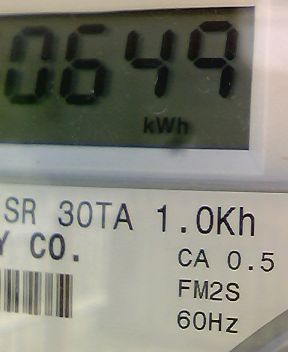 0649
kWh
SR 30TA 1.0Kh
Y CO.
CA 0.5
FM2S
60Hz